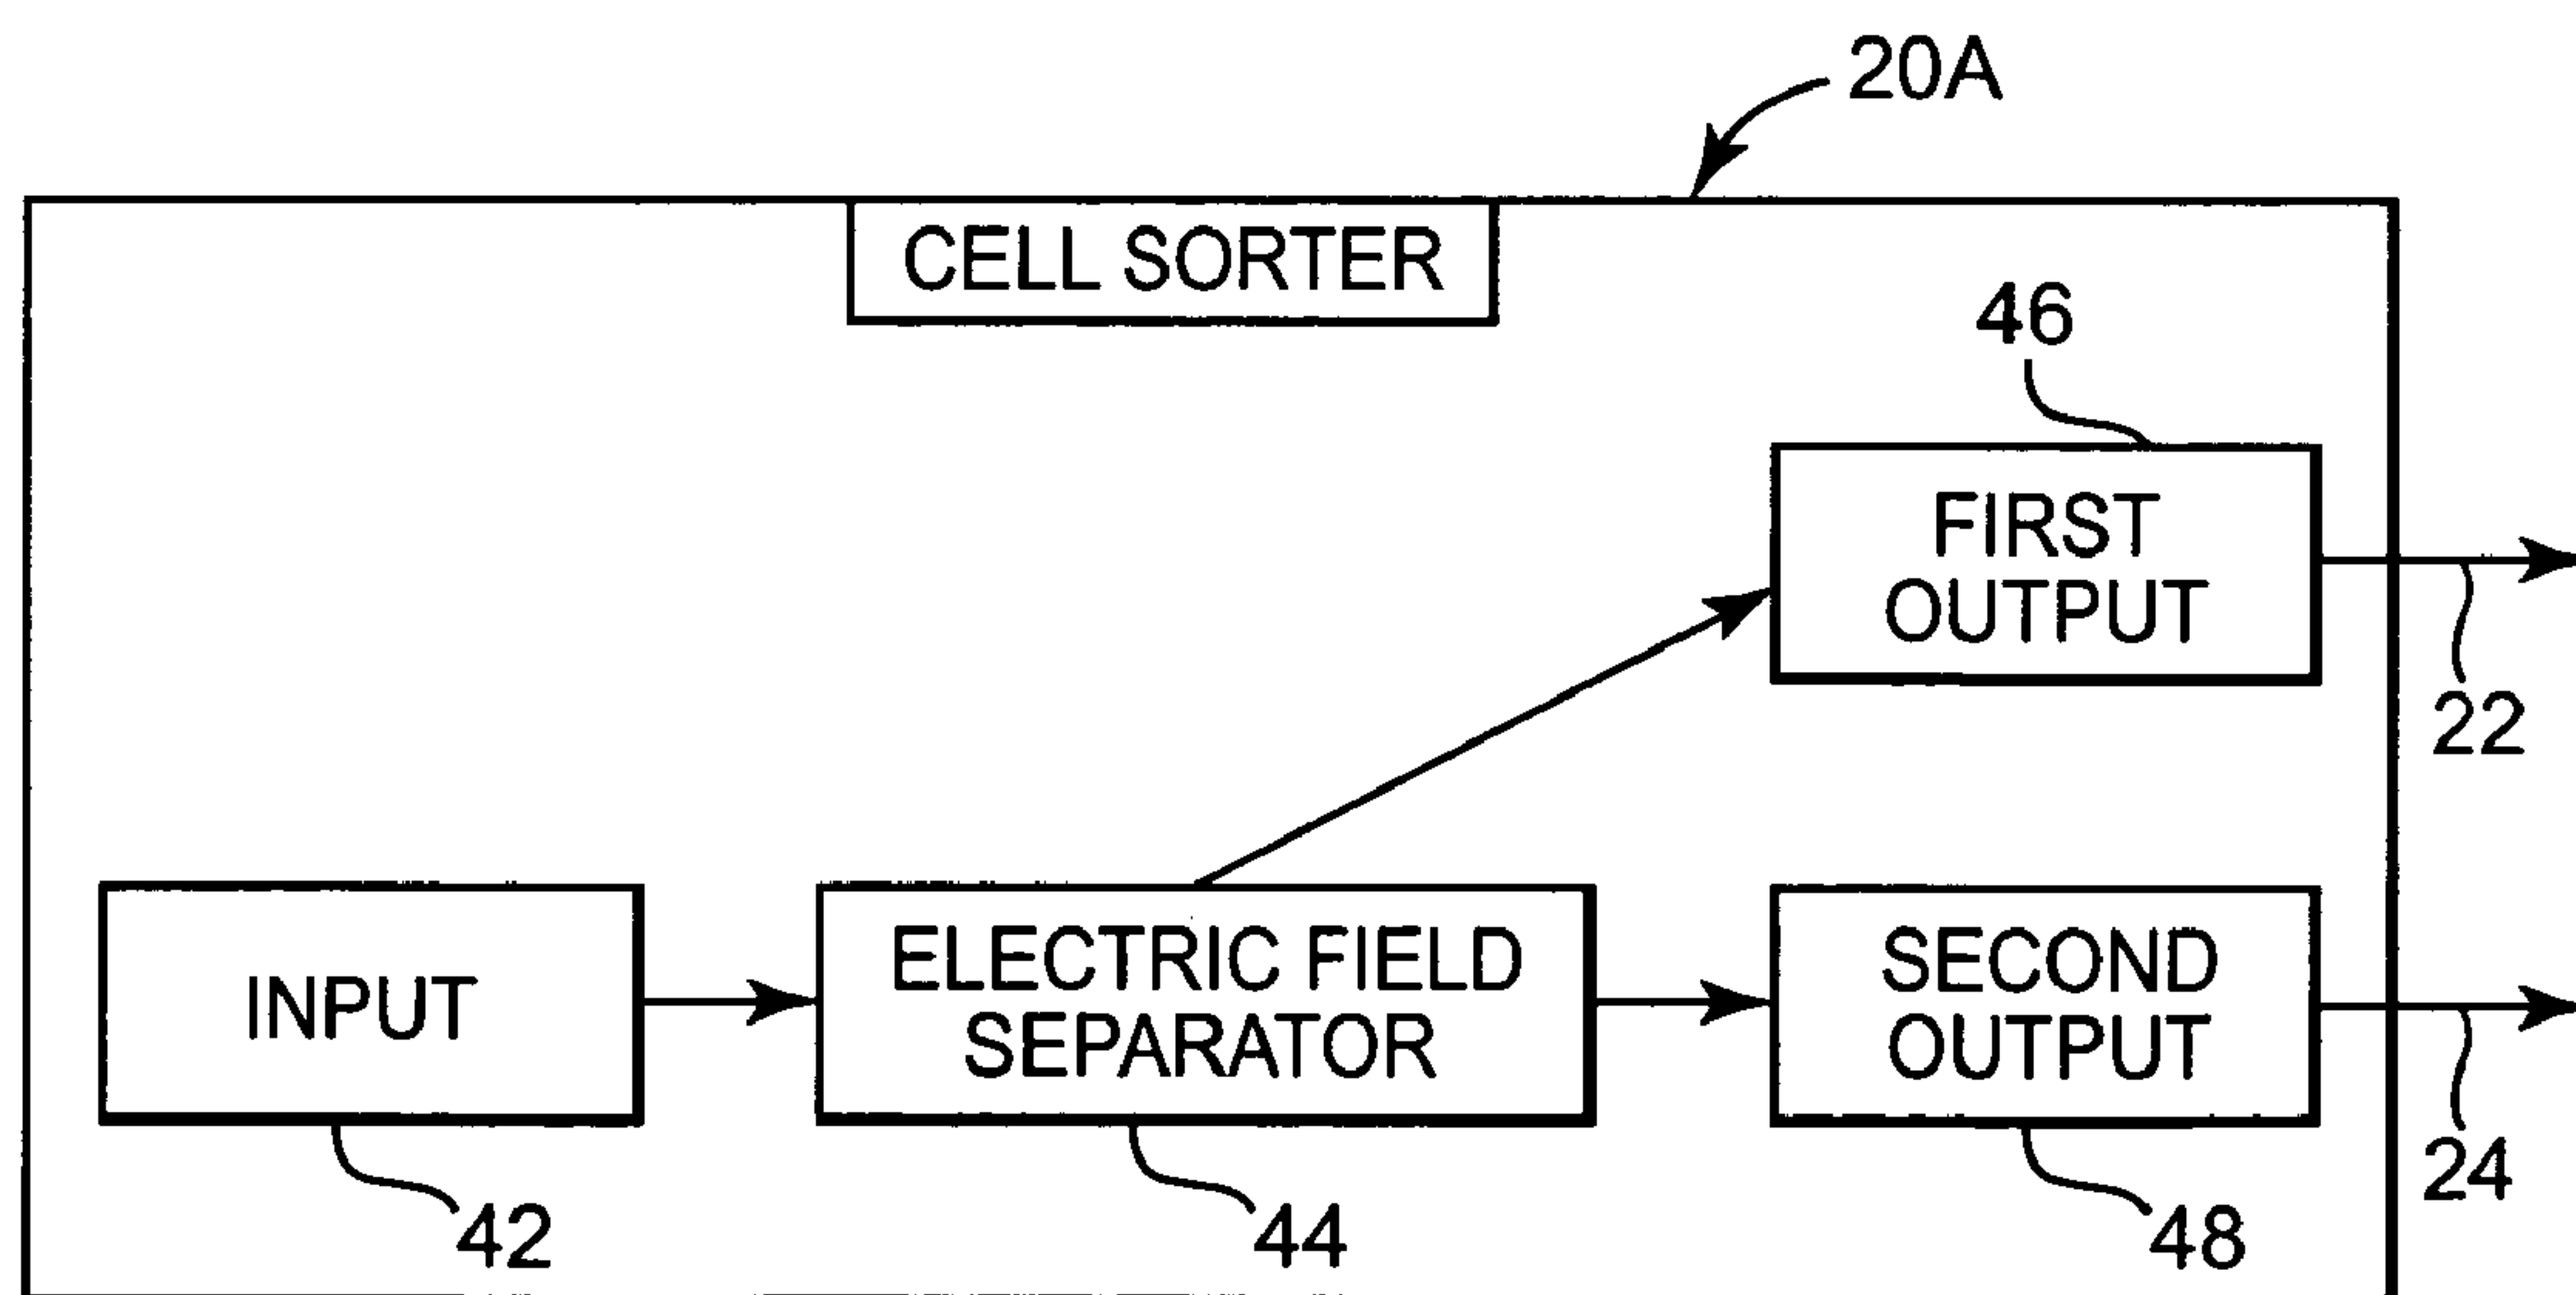 20A
CELL SORTER
46
FIRST
OUTPUT
22
INPUT
ELECTRIC FIELD
SEPARATOR
SECOND
OUTPUT
24
42
44
48